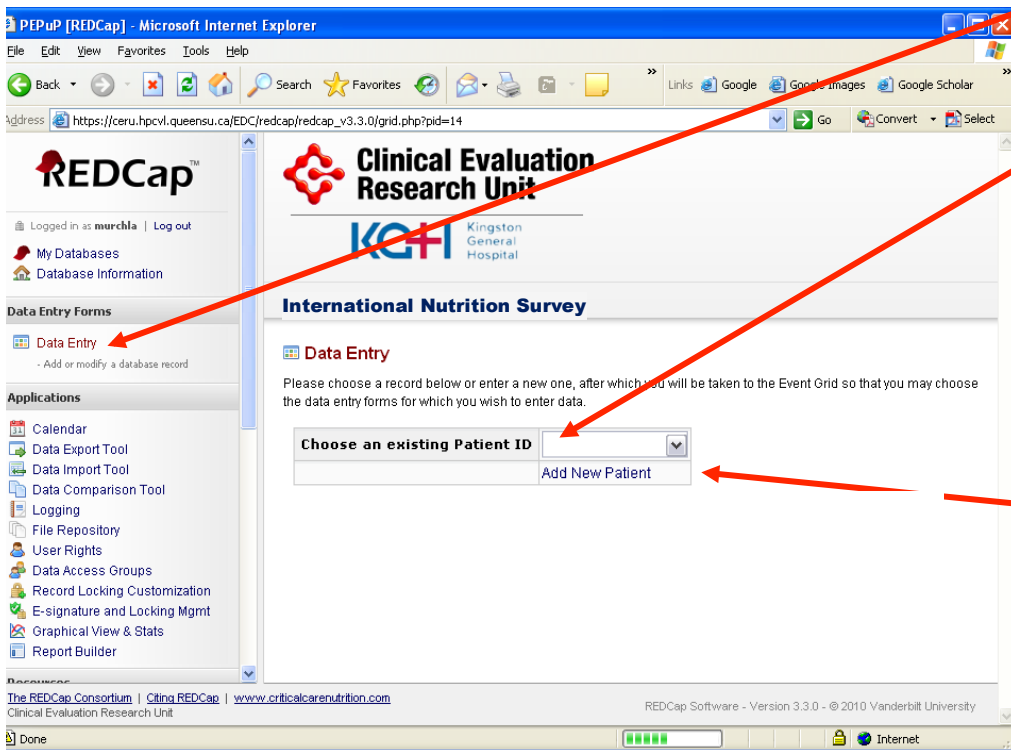 PEPuP [REDCap] - Microsoft Internet Explorer
File Edit View Favorites Tools Help
Back Search Favorites » Links Google Google Images Google Scholar »
Address https://ceru.hpcvl.queensu.ca/EDC/redcap/redcap_v3.3.0/grid.php?pid=14 Go Convert Select
REDCap™
Logged in as murchla | Log out
My Databases
Database Information
Data Entry Forms
Data Entry
- Add or modify a database record
Applications
Calendar
Data Export Tool
Data Import Tool
Data Comparison Tool
Logging
File Repository
User Rights
Data Access Groups
Record Locking Customization
E-signature and Locking Mgmt
Graphical View & Stats
Report Builder
Resources
Clinical Evaluation
Research Unit
KGH Kingston
General
Hospital
International Nutrition Survey
Data Entry
Please choose a record below or enter a new one, after which you will be taken to the Event Grid so that you may choose
the data entry forms for which you wish to enter data.
Choose an existing Patient ID
Add New Patient
The REDCap Consortium | Citing REDCap | www.criticalcarenutrition.com
Clinical Evaluation Research Unit
REDCap Software - Version 3.3.0 - © 2010 Vanderbilt University
Done Internet